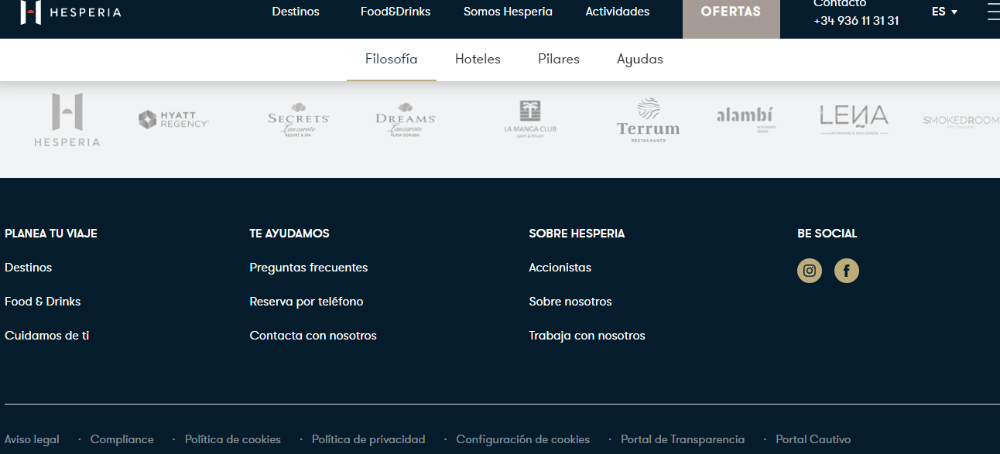 HESPERIA
Destinos
Food&Drinks
Somos Hesperia
Actividades
OFERTAS
Contacto
+34 936 11 31 31
ES
Filosofía
Hoteles
Pilares
Ayudas
HESPERIA
HYATT
REGENCY
SECRETS
Lanzarote
RESORT & SPA
DREAMS
Lanzarote
PLAYA DORADA
LA MANGA CLUB
sport & leisure
Terrum
RESTAURANTE
alambí
LEÑA
SMOKEDROOM
PLANEA TU VIAJE
Destinos
Food & Drinks
Cuidamos de ti
TE AYUDAMOS
Preguntas frecuentes
Reserva por teléfono
Contacta con nosotros
SOBRE HESPERIA
Accionistas
Sobre nosotros
Trabaja con nosotros
BE SOCIAL
Aviso legal · Compliance · Política de cookies · Política de privacidad · Configuración de cookies · Portal de Transparencia · Portal Cautivo